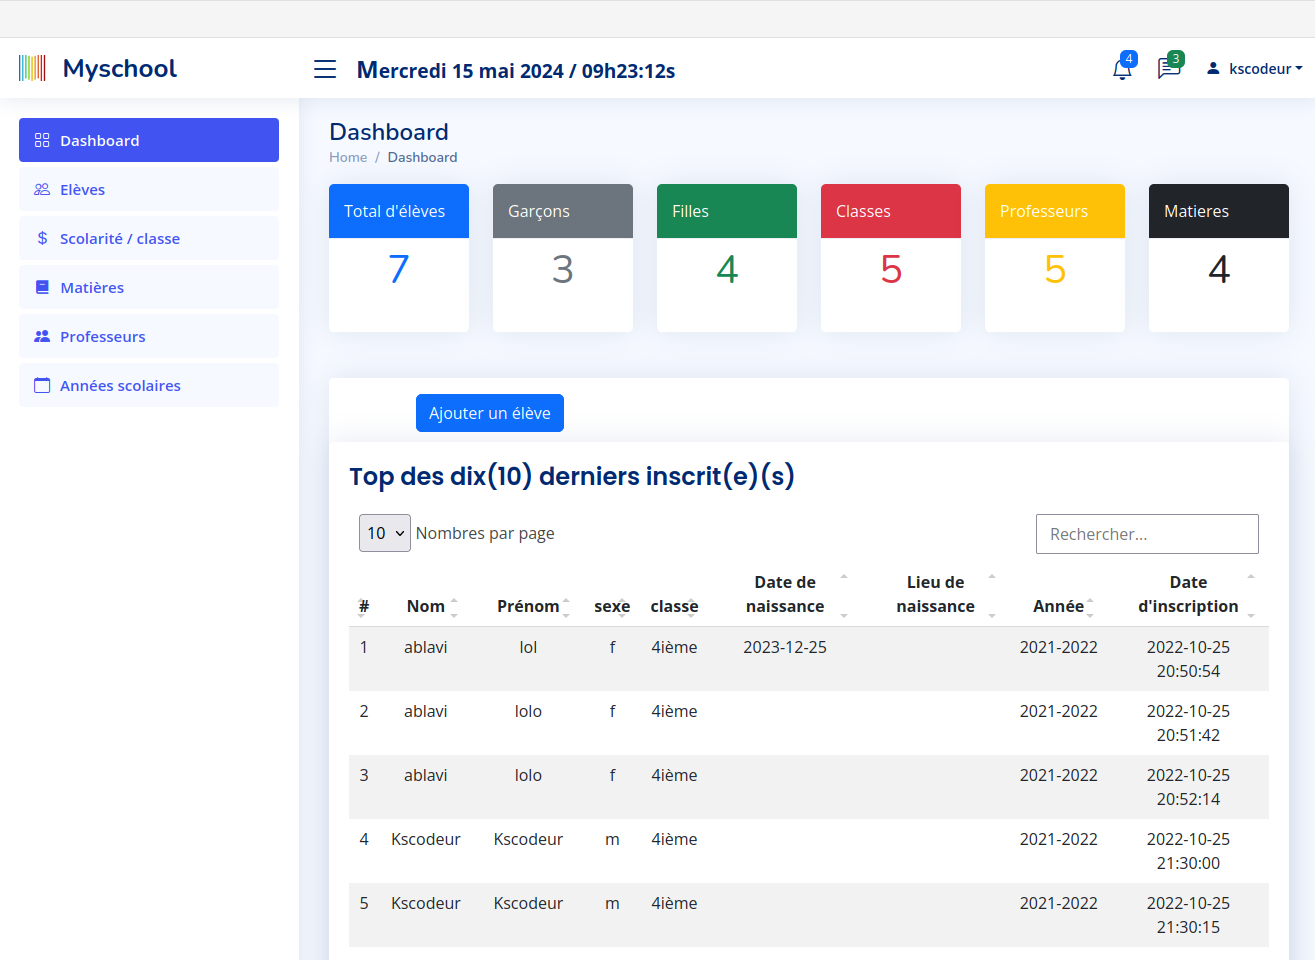 Myschool
Mercredi 15 mai 2024 / 09h23:12s
4
3
kscodeur
Dashboard
Elèves
$ Scolarité / classe
Matières
Professeurs
Années scolaires
Dashboard
Home / Dashboard
Total d'élèves
7
Garçons
3
Filles
4
Classes
5
Professeurs
5
Matieres
4
Ajouter un élève
Top des dix(10) derniers inscrit(e)(s)
10 Nombres par page
Rechercher...
# Nom Prénom sexe classe Date de naissance Lieu de naissance Année Date d'inscription
1 ablavi lol f 4ième 2023-12-25 2021-2022 2022-10-25 20:50:54
2 ablavi lolo f 4ième 2021-2022 2022-10-25 20:51:42
3 ablavi lolo f 4ième 2021-2022 2022-10-25 20:52:14
4 Kscodeur Kscodeur m 4ième 2021-2022 2022-10-25 21:30:00
5 Kscodeur Kscodeur m 4ième 2021-2022 2022-10-25 21:30:15